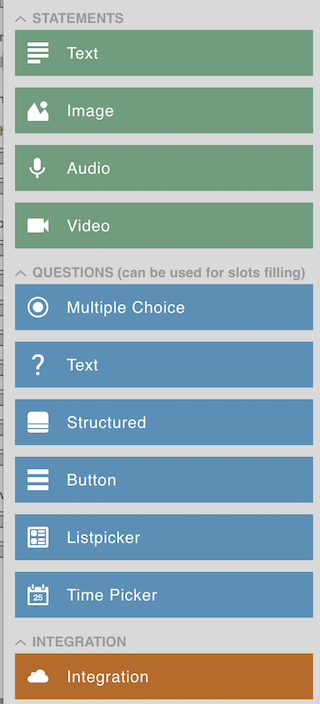 STATEMENTS
Text
Image
Audio
Video
QUESTIONS (can be used for slots filling)
Multiple Choice
? Text
Structured
Button
Listpicker
25 Time Picker
INTEGRATION
Integration